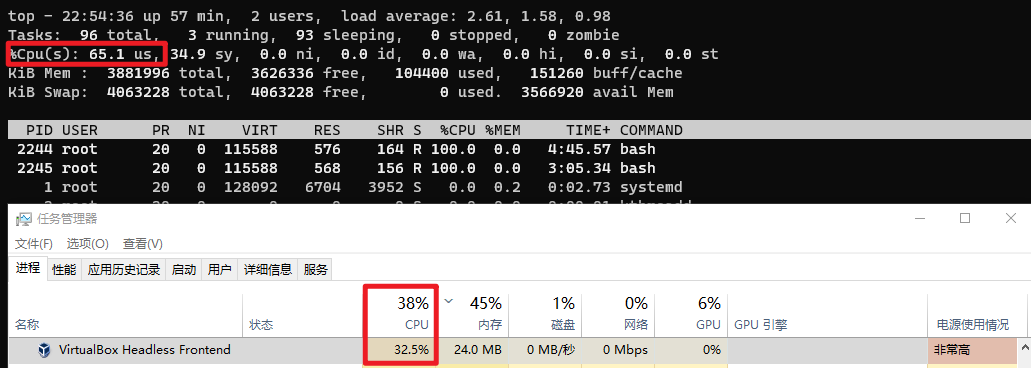 top - 22:54:36 up 57 min,  2 users,  load average: 2.61, 1.58, 0.98
Tasks:  96 total,   3 running,  93 sleeping,   0 stopped,   0 zombie
%Cpu(s): 65.1 us, 34.9 sy,  0.0 ni,  0.0 id,  0.0 wa,  0.0 hi,  0.0 si,  0.0 st
KiB Mem :  3881996 total,  3626336 free,   104400 used,   151260 buff/cache
KiB Swap:  4063228 total,  4063228 free,        0 used.  3566920 avail Mem
PID USER PR NI VIRT RES SHR S %CPU %MEM TIME+ COMMAND
2244 root 20 0 115588 576 164 R 100.0 0.0 4:45.57 bash
2245 root 20 0 115588 568 156 R 100.0 0.0 3:05.34 bash
1 root 20 0 128092 6704 3952 S 0.0 0.2 0:02.73 systemd
任务管理器
文件(F) 选项(O) 查看(V)
进程 性能 应用历史记录 启动 用户 详细信息 服务
38% 45% 1% 0% 6%
名称 状态 CPU 内存 磁盘 网络 GPU GPU 引擎 电源使用情况
VirtualBox Headless Frontend 32.5% 24.0 MB 0 MB/秒 0 Mbps 0% 非常高